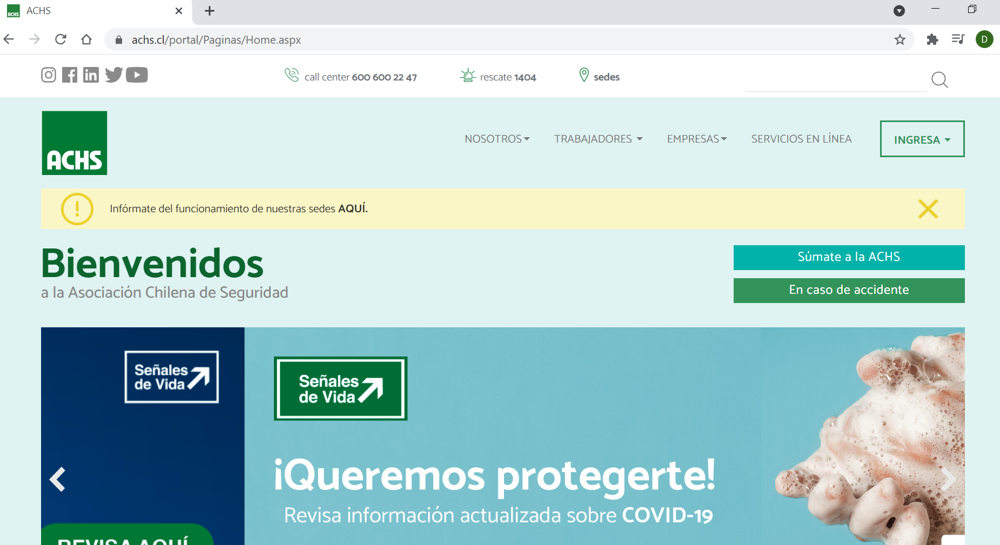 ACHS
achs.cl/portal/Paginas/Home.aspx
D
call center 600 600 22 47
rescate 1404
sedes
ACHS
NOSOTROS
TRABAJADORES
EMPRESAS
SERVICIOS EN LÍNEA
INGRESA
Infórmate del funcionamiento de nuestras sedes AQUÍ.
Bienvenidos
a la Asociación Chilena de Seguridad
Súmate a la ACHS
En caso de accidente
Señales
de Vida
REVISA AQUÍ
Señales
de Vida
¡Queremos protegerte!
Revisa información actualizada sobre COVID-19